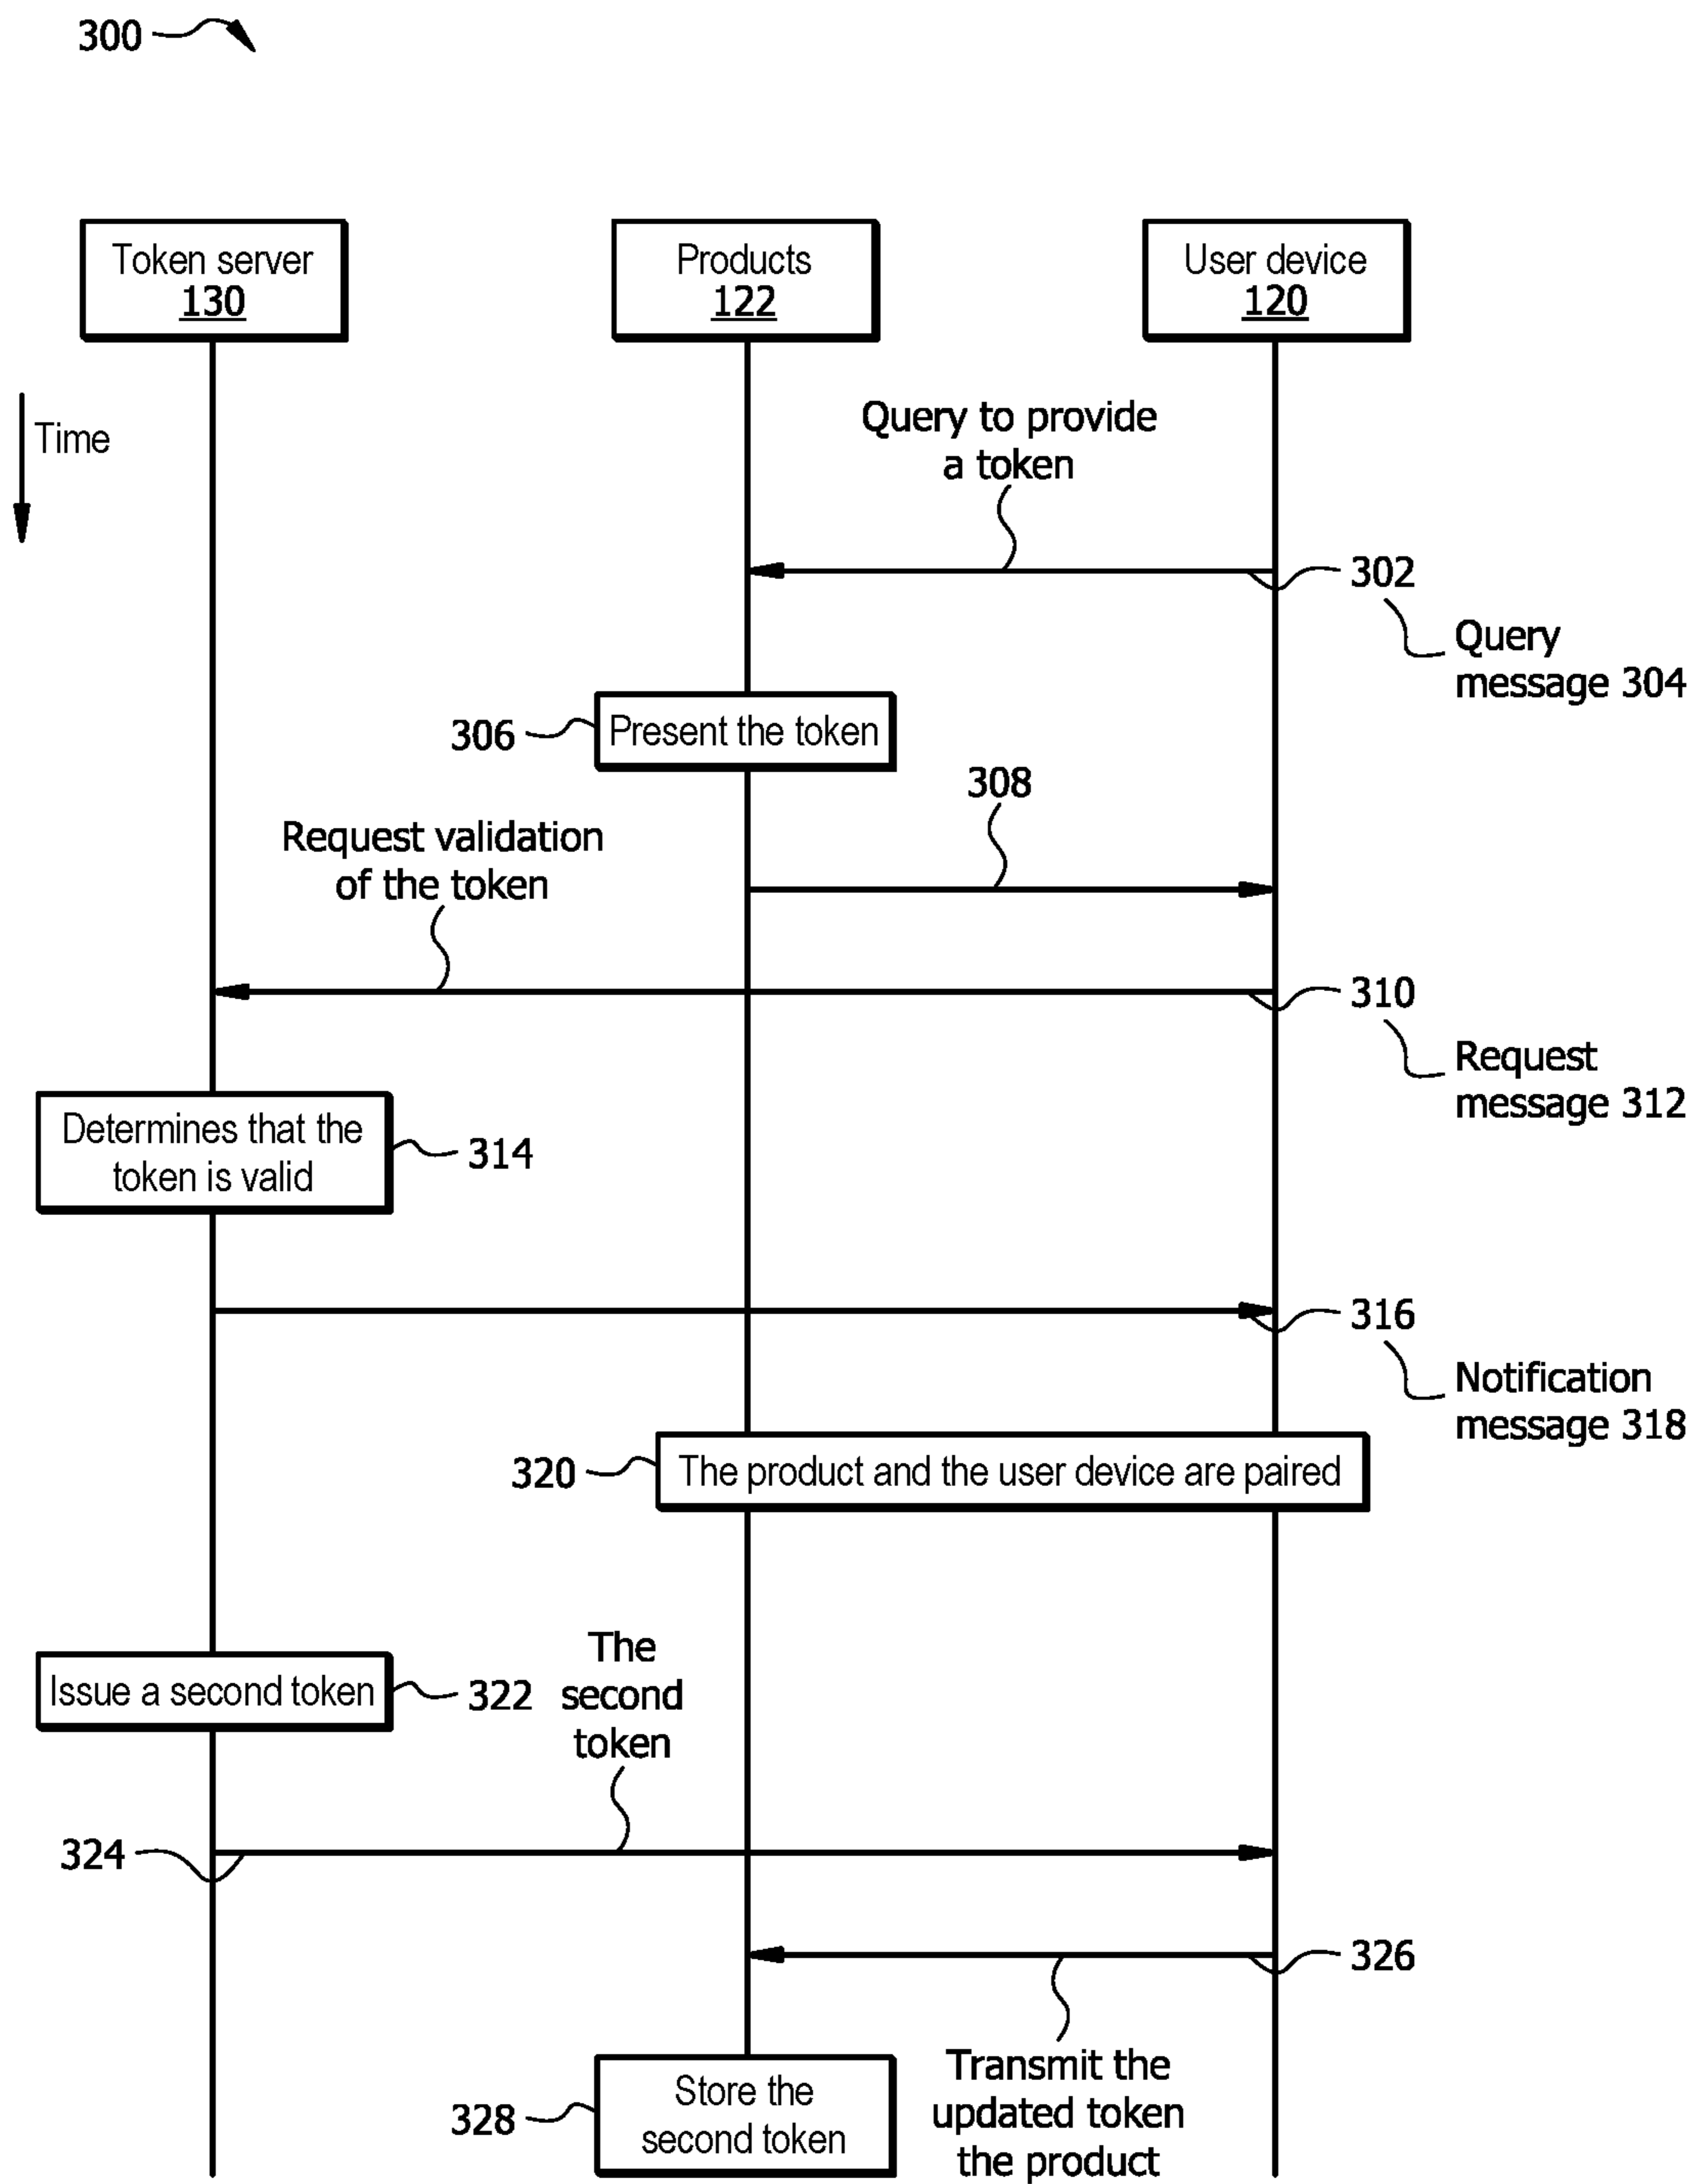 300
Token server
130
Products
122
User device
120
Time
Query to provide
a token
302
Query
message 304
306
Present the token
308
Request validation
of the token
310
Request
message 312
Determines that the
token is valid
314
316
Notification
message 318
320
The product and the user device are paired
Issue a second token
322
The
second
token
324
326
Transmit the
updated token
the product
328
Store the
second token